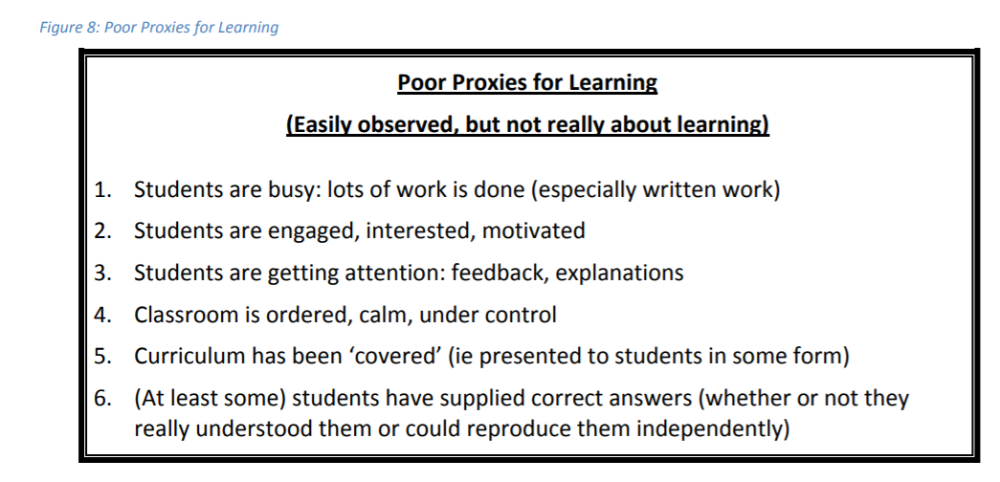 Figure 8: Poor Proxies for Learning
Poor Proxies for Learning
(Easily observed, but not really about learning)
1. Students are busy: lots of work is done (especially written work)
2. Students are engaged, interested, motivated
3. Students are getting attention: feedback, explanations
4. Classroom is ordered, calm, under control
5. Curriculum has been ‘covered’ (ie presented to students in some form)
6. (At least some) students have supplied correct answers (whether or not they
really understood them or could reproduce them independently)